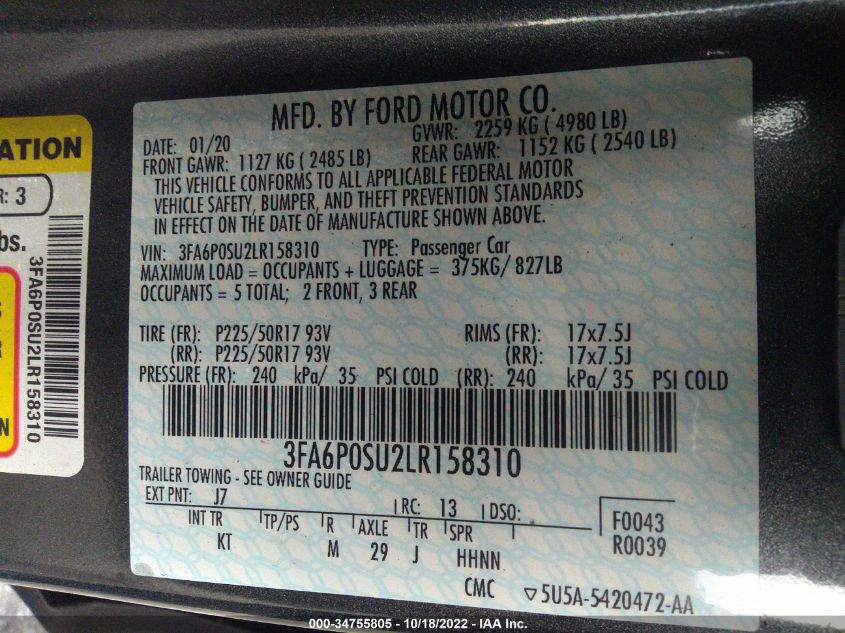 MFD. BY FORD MOTOR CO.
DATE: 01/20 GVWR: 2259 KG ( 4980 LB)
FRONT GAWR: 1127 KG ( 2485 LB) REAR GAWR: 1152 KG ( 2540 LB)
THIS VEHICLE CONFORMS TO ALL APPLICABLE FEDERAL MOTOR
VEHICLE SAFETY, BUMPER, AND THEFT PREVENTION STANDARDS
IN EFFECT ON THE DATE OF MANUFACTURE SHOWN ABOVE.
VIN: 3FA6P0SU2LR158310 TYPE: Passenger Car
MAXIMUM LOAD = OCCUPANTS + LUGGAGE = 375KG/ 827LB
OCCUPANTS = 5 TOTAL; 2 FRONT, 3 REAR
TIRE (FR): P225/50R17 93V RIMS (FR): 17x7.5J
(RR): P225/50R17 93V (RR): 17x7.5J
PRESSURE (FR): 240 kPa/ 35 PSI COLD (RR): 240 kPa/ 35 PSI COLD
3FA6P0SU2LR158310
TRAILER TOWING - SEE OWNER GUIDE
EXT PNT: J7 RC: 13 DSO: F0043
INT TR TP/PS R AXLE TR SPR R0039
KT M 29 J HHNN
CMC ▽5U5A-5420472-AA
ATION
R: 3
bs.
3FA6P0SU2LR158310
S
R
N
000-34755805 - 10/18/2022 - IAA Inc.